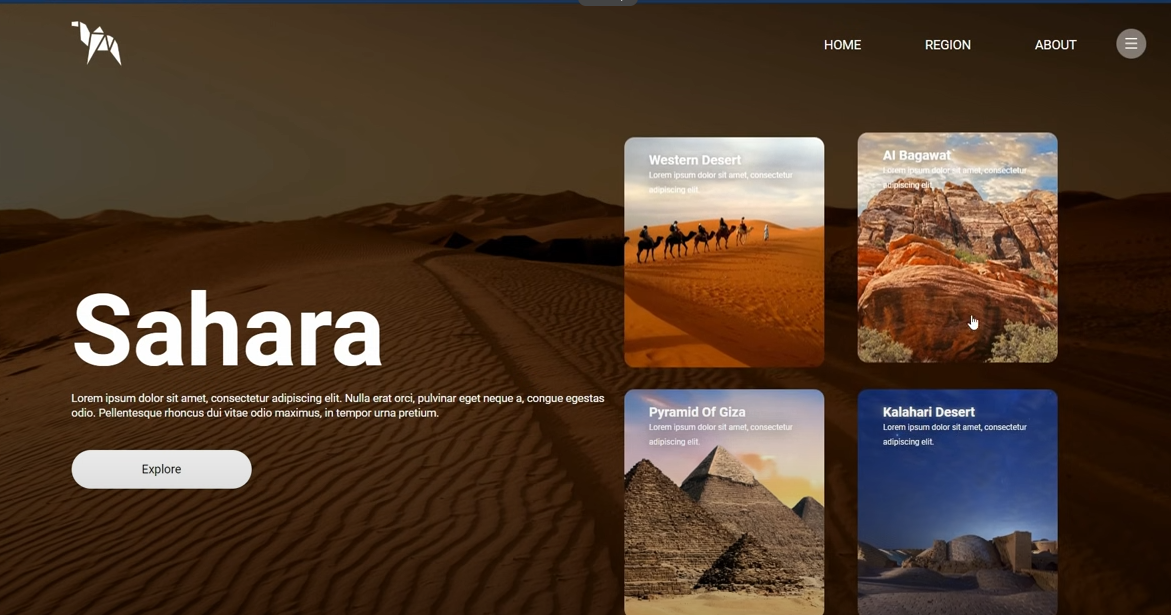 HOME
REGION
ABOUT
Western Desert
Lorem ipsum dolor sit amet, consectetur
adipiscing elit.
Al Bagawat
Lorem ipsum dolor sit amet, consectetur
adipiscing elit.
Sahara
Lorem ipsum dolor sit amet, consectetur adipiscing elit. Nulla erat orci, pulvinar eget neque a, congue egestas
odio. Pellentesque rhoncus dui vitae odio maximus, in tempor urna pretium.
Explore
Pyramid Of Giza
Lorem ipsum dolor sit amet, consectetur
adipiscing elit.
Kalahari Desert
Lorem ipsum dolor sit amet, consectetur
adipiscing elit.